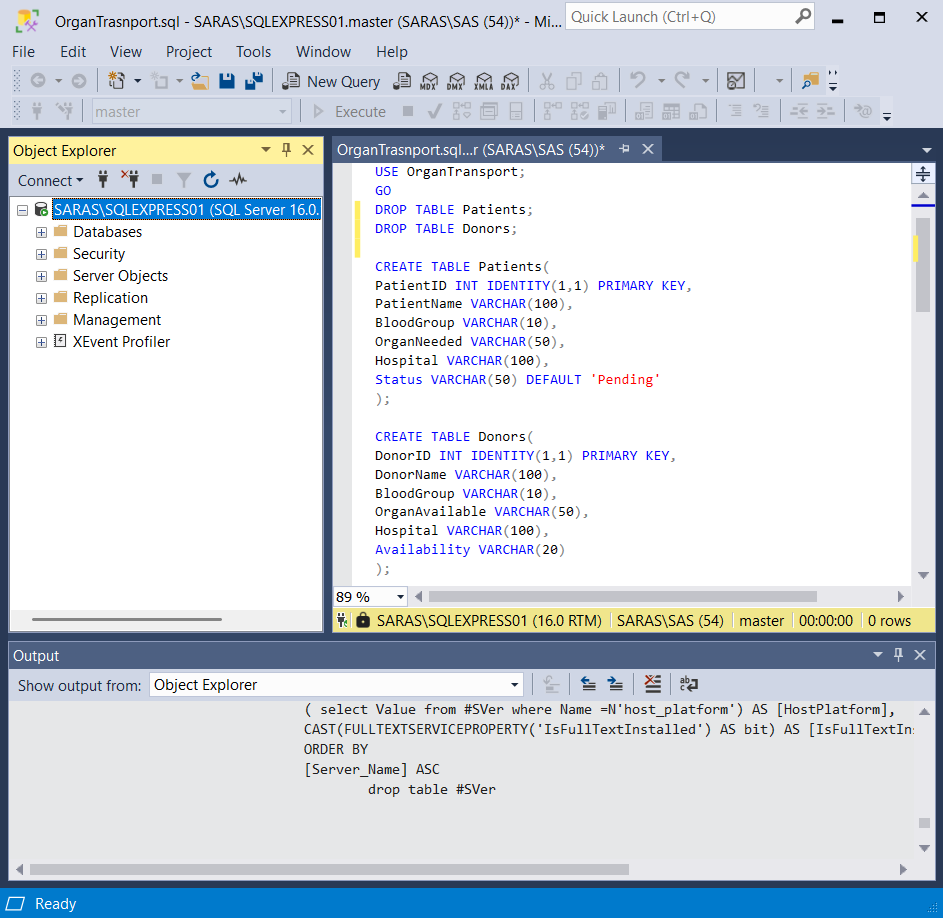 OrganTrasnport.sql - SARAS\SQLEXPRESS01.master (SARAS\SAS (54))* - Mi...
Quick Launch (Ctrl+Q)
File Edit View Project Tools Window Help
New Query MDX DMX XMLA DAX
master Execute
Object Explorer
Connect
SARAS\SQLEXPRESS01 (SQL Server 16.0.
Databases
Security
Server Objects
Replication
Management
XEvent Profiler
OrganTrasnport.sql...r (SARAS\SAS (54))*
USE OrganTransport;
GO
DROP TABLE Patients;
DROP TABLE Donors;
CREATE TABLE Patients(
PatientID INT IDENTITY(1,1) PRIMARY KEY,
PatientName VARCHAR(100),
BloodGroup VARCHAR(10),
OrganNeeded VARCHAR(50),
Hospital VARCHAR(100),
Status VARCHAR(50) DEFAULT 'Pending'
);
CREATE TABLE Donors(
DonorID INT IDENTITY(1,1) PRIMARY KEY,
DonorName VARCHAR(100),
BloodGroup VARCHAR(10),
OrganAvailable VARCHAR(50),
Hospital VARCHAR(100),
Availability VARCHAR(20)
);
89 %
SARAS\SQLEXPRESS01 (16.0 RTM) SARAS\SAS (54) master 00:00:00 0 rows
Output
Show output from: Object Explorer
( select Value from #SVer where Name =N'host_platform') AS [HostPlatform],
CAST(FULLTEXTSERVICEPROPERTY('IsFullTextInstalled') AS bit) AS [IsFullTextIn
ORDER BY
[Server_Name] ASC
drop table #SVer
Ready